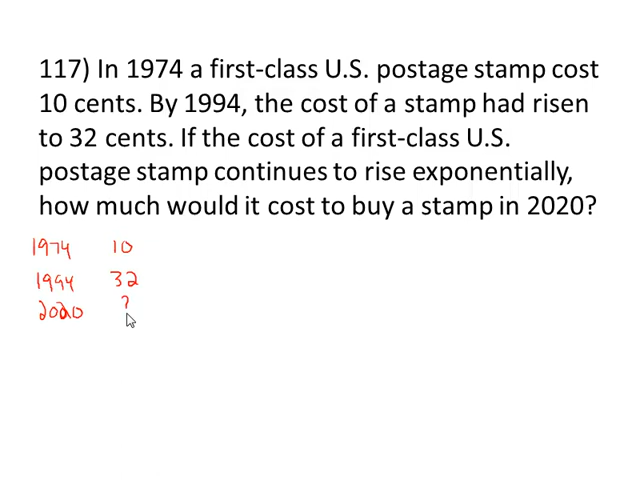 117) In 1974 a first-class U.S. postage stamp cost
10 cents. By 1994, the cost of a stamp had risen
to 32 cents. If the cost of a first-class U.S.
postage stamp continues to rise exponentially,
how much would it cost to buy a stamp in 2020?
1974 10
1994 32
2020 ?